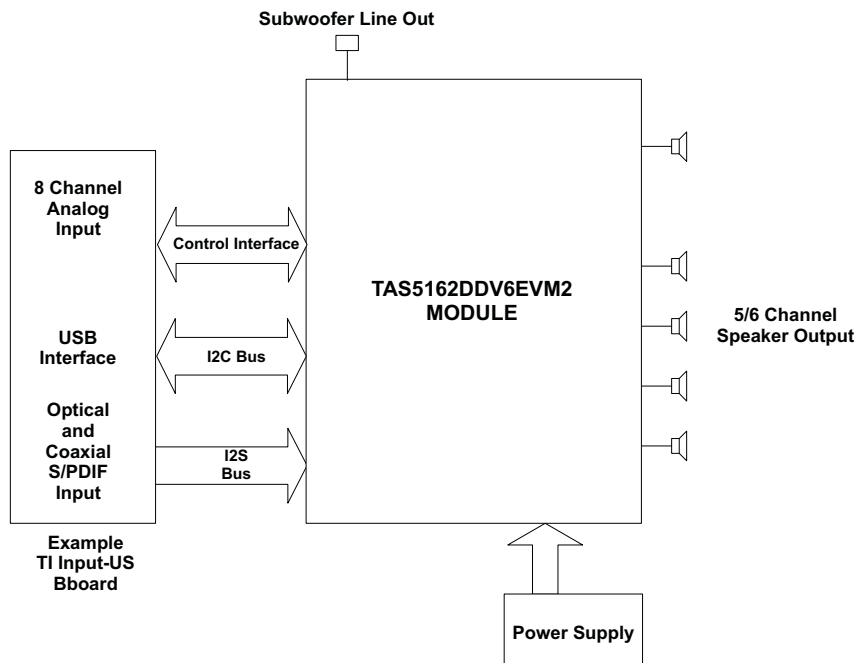 Subwoofer Line Out
8 Channel
Analog
Input
USB
Interface
Optical
and
Coaxial
S/PDIF
Input
Example
TI Input-US
Bboard
Control Interface
I2C Bus
I2S
Bus
TAS5162DDV6EVM2
MODULE
5/6 Channel
Speaker Output
Power Supply